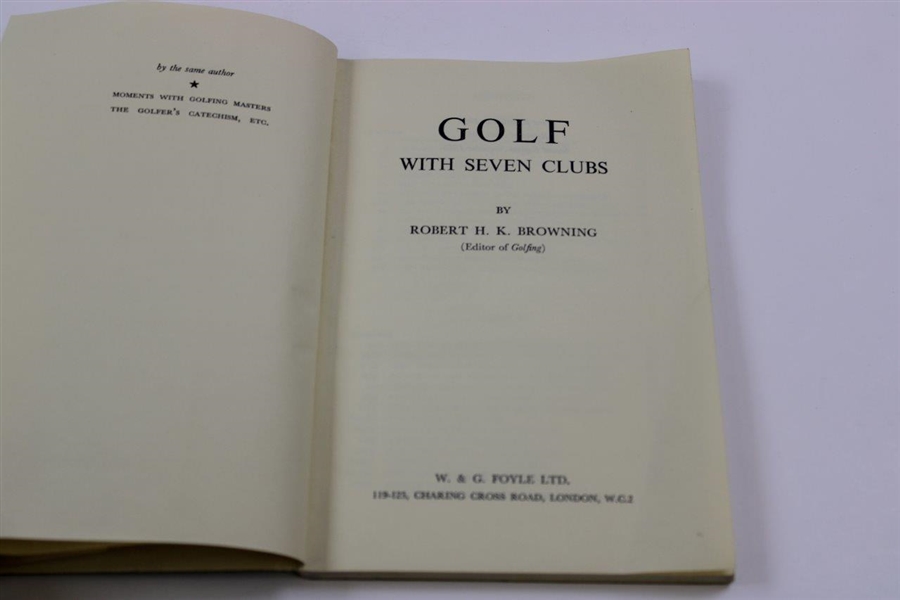 by the same author
★
MOMENTS WITH GOLFING MASTERS
THE GOLFER'S CATECHISM, ETC.
GOLF
WITH SEVEN CLUBS
BY
ROBERT H. K. BROWNING
(Editor of Golfing)
W. & G. FOYLE LTD.
119-125, CHARING CROSS ROAD, LONDON, W.C.2